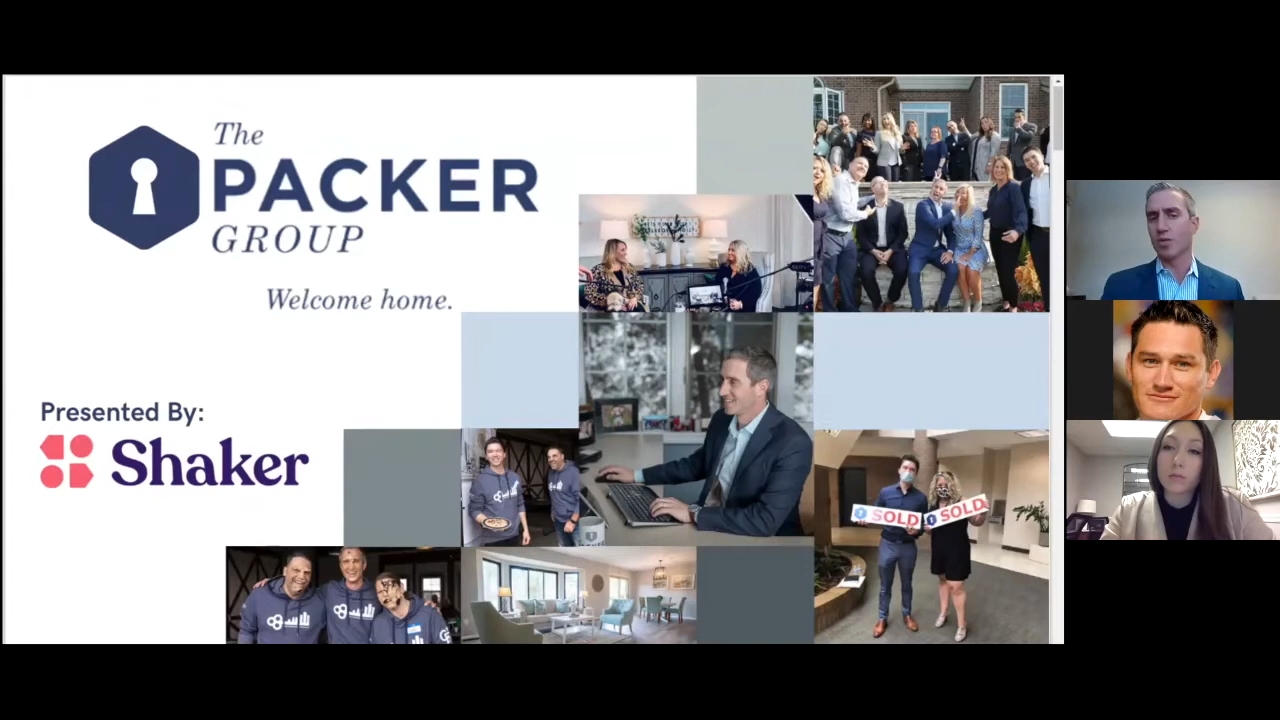 The
PACKER
GROUP
Welcome home.
Presented By:
Shaker
SOLD
SOLD